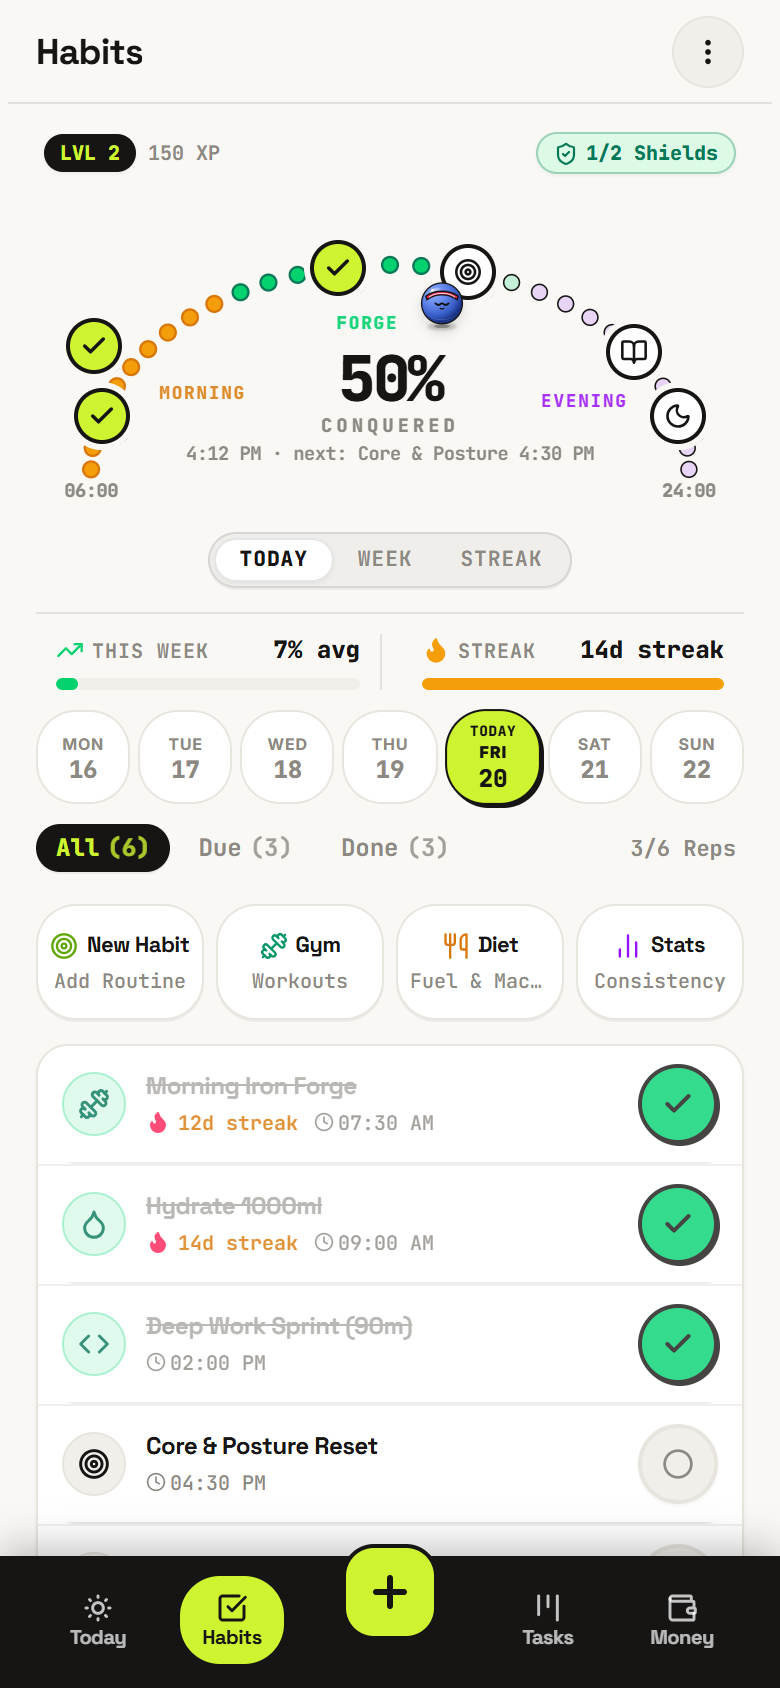 Habits
LVL 2 150 XP 1/2 Shields
FORGE
50%
MORNING
EVENING
CONQUERED
4:12 PM · next: Core & Posture 4:30 PM
06:00 24:00
TODAY WEEK STREAK
THIS WEEK 7% avg STREAK 14d streak
MON TUE WED THU TODAY FRI SAT SUN
16 17 18 19 20 21 22
All (6) Due (3) Done (3) 3/6 Reps
New Habit Gym Diet Stats
Add Routine Workouts Fuel & Mac… Consistency
Morning Iron Forge
12d streak 07:30 AM
Hydrate 1000ml
14d streak 09:00 AM
Deep Work Sprint (90m)
02:00 PM
Core & Posture Reset
04:30 PM
Today Habits Tasks Money